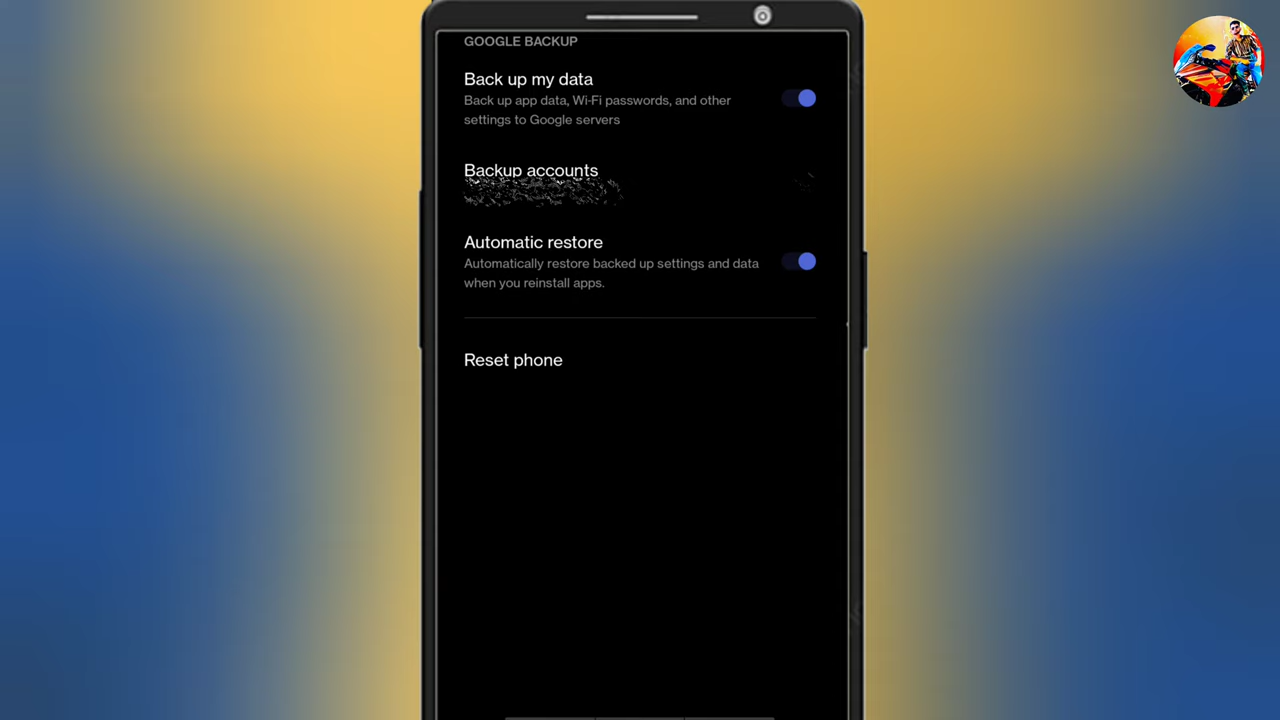 GOOGLE BACKUP
Back up my data
Back up app data, Wi-Fi passwords, and other
settings to Google servers
Backup accounts
Automatic restore
Automatically restore backed up settings and data
when you reinstall apps.
Reset phone